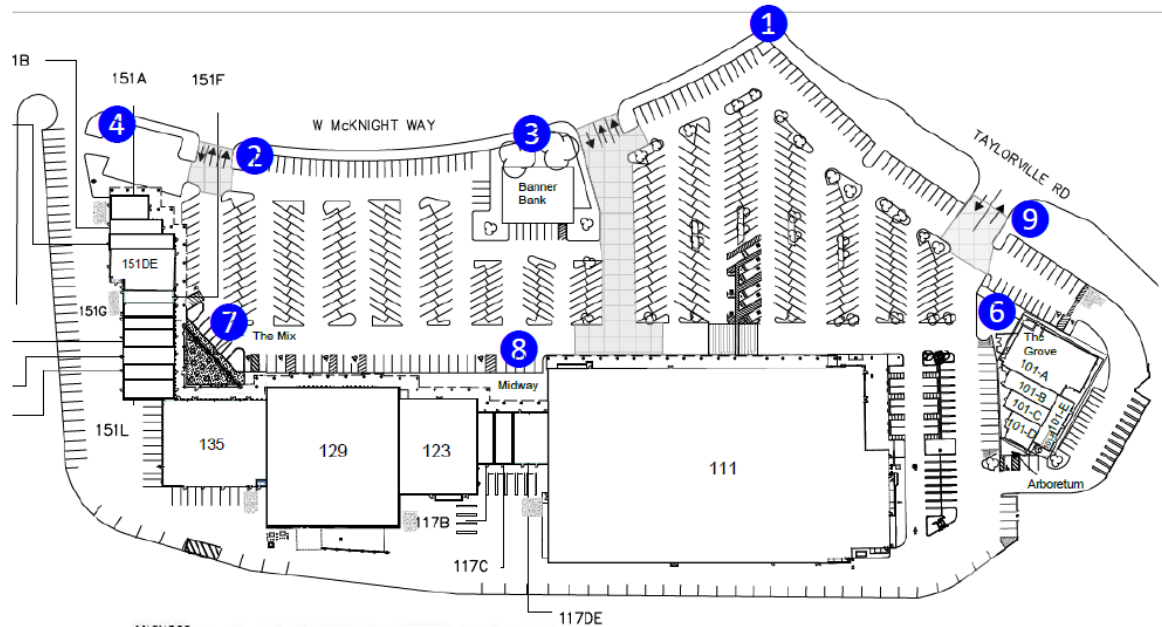 1
1B
151A
151F
4
W McKNIGHT WAY
3
2
TAYLORVILLE RD
Banner
Bank
9
151DE
151G
7
The Mix
6
The
Grove
8
Midway
101-A
101-B
101-C
101-E
101-D
151L
135
129
123
111
Arboretum
117B
117C
117DE